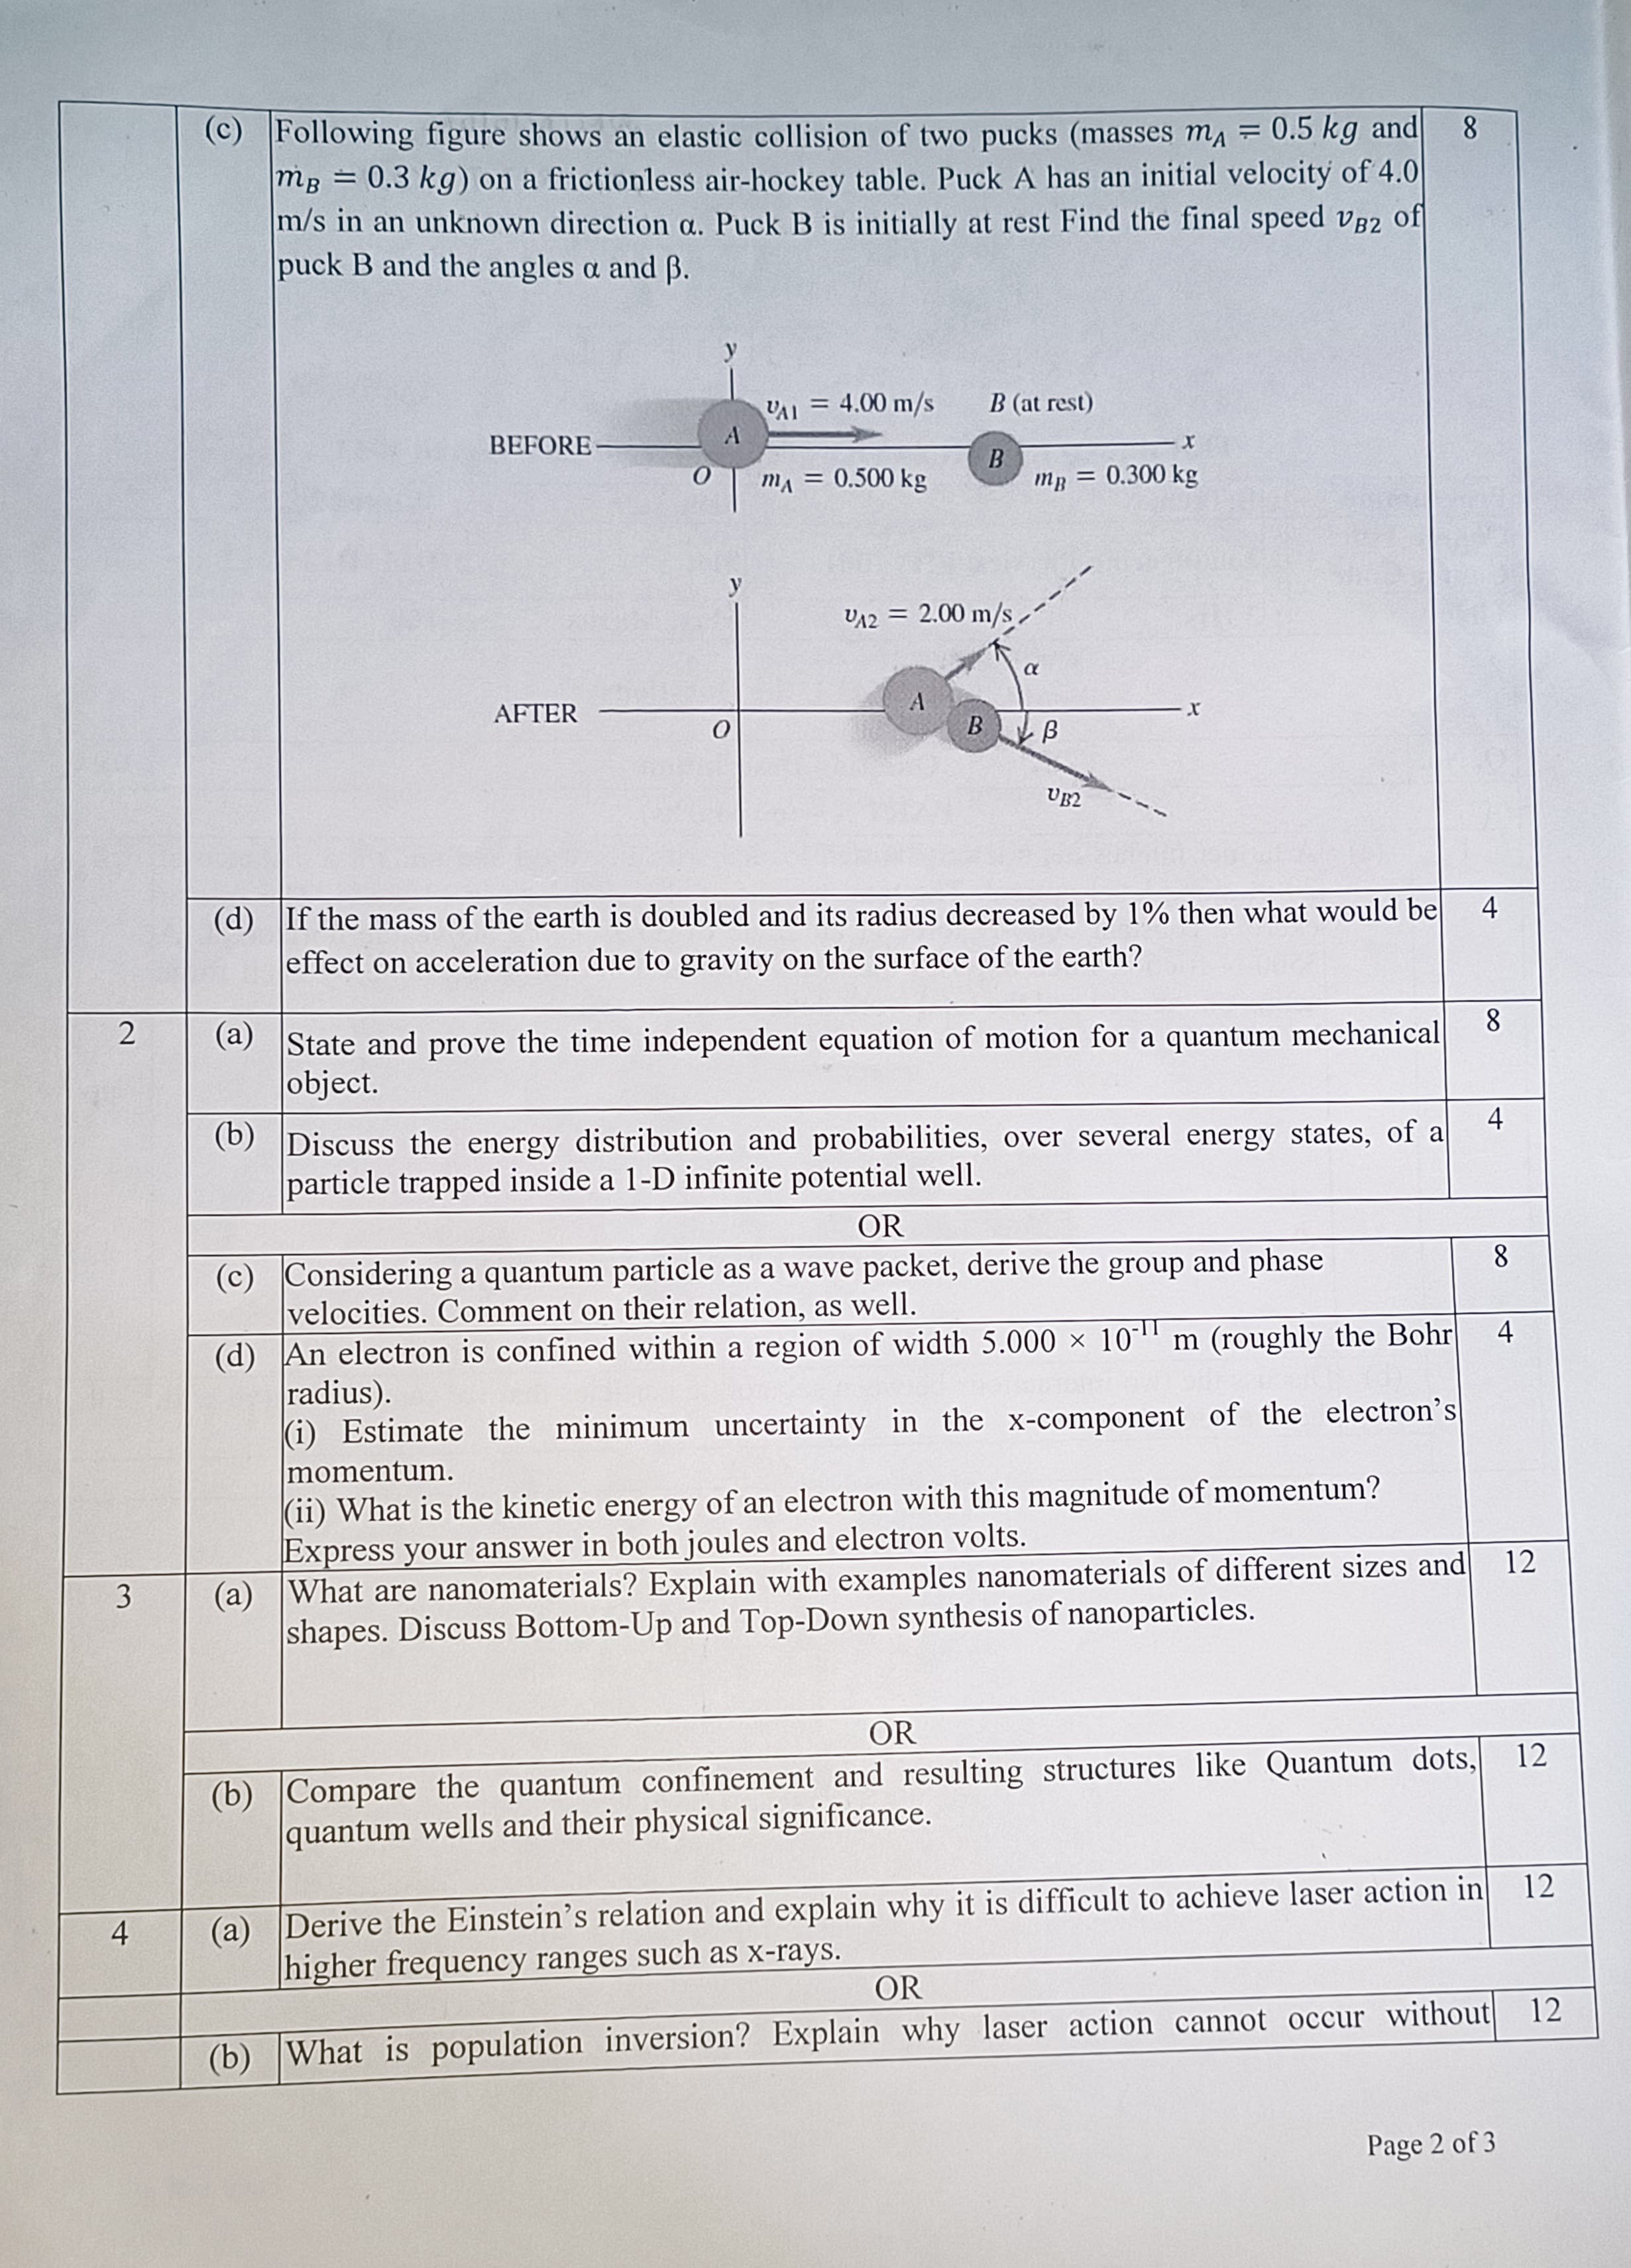 (c) Following figure shows an elastic collision of two pucks (masses m_A = 0.5 kg and 8
m_B = 0.3 kg) on a frictionless air-hockey table. Puck A has an initial velocity of 4.0
m/s in an unknown direction α. Puck B is initially at rest Find the final speed v_B2 of
puck B and the angles α and β.
y
v_A1 = 4.00 m/s B (at rest)
BEFORE A B x
O m_A = 0.500 kg m_B = 0.300 kg
y
v_A2 = 2.00 m/s
α
AFTER A x
O B β
v_B2
(d) If the mass of the earth is doubled and its radius decreased by 1% then what would be 4
effect on acceleration due to gravity on the surface of the earth?
2 (a) State and prove the time independent equation of motion for a quantum mechanical 8
object.
(b) Discuss the energy distribution and probabilities, over several energy states, of a 4
particle trapped inside a 1-D infinite potential well.
OR
(c) Considering a quantum particle as a wave packet, derive the group and phase 8
velocities. Comment on their relation, as well.
(d) An electron is confined within a region of width 5.000 × 10⁻¹¹ m (roughly the Bohr 4
radius).
(i) Estimate the minimum uncertainty in the x-component of the electron's
momentum.
(ii) What is the kinetic energy of an electron with this magnitude of momentum?
Express your answer in both joules and electron volts.
3 (a) What are nanomaterials? Explain with examples nanomaterials of different sizes and 12
shapes. Discuss Bottom-Up and Top-Down synthesis of nanoparticles.
OR
(b) Compare the quantum confinement and resulting structures like Quantum dots, 12
quantum wells and their physical significance.
4 (a) Derive the Einstein's relation and explain why it is difficult to achieve laser action in 12
higher frequency ranges such as x-rays.
OR
(b) What is population inversion? Explain why laser action cannot occur without 12
Page 2 of 3